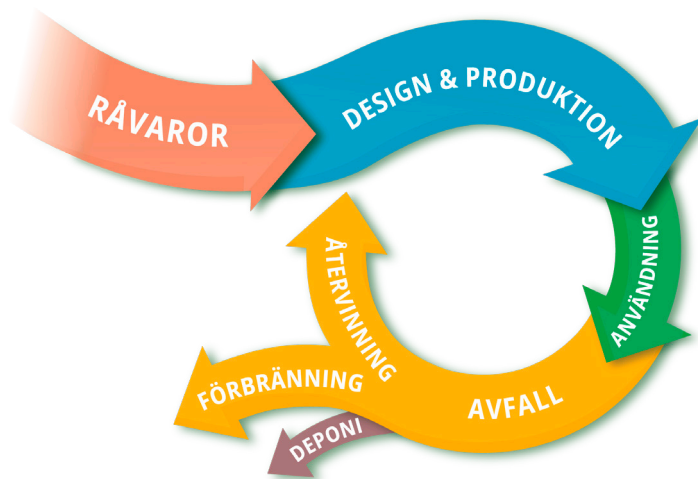 RÅVAROR
DESIGN & PRODUKTION
ANVÄNDNING
AVFALL
ÅTERVINNING
FÖRBRÄNNING
DEPONI